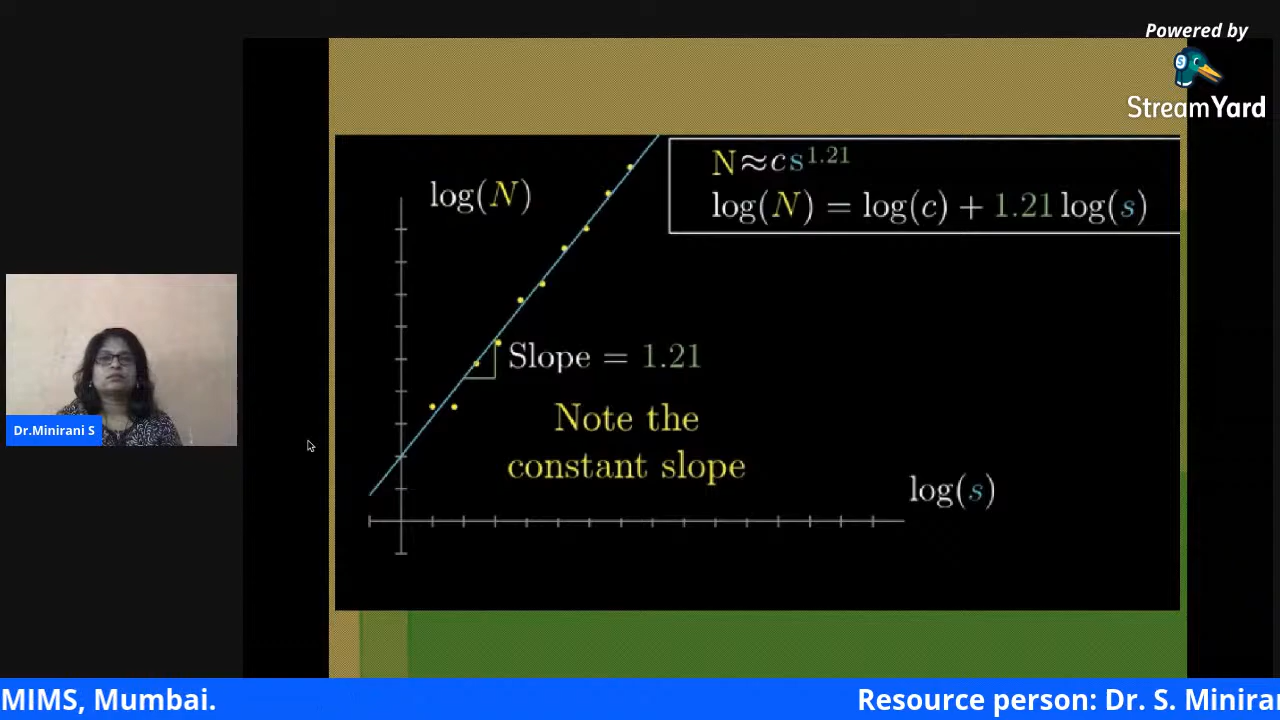 Powered by
StreamYard
N≈cs^1.21
log(N) = log(c) + 1.21 log(s)
log(N)
Slope = 1.21
Note the
constant slope
log(s)
Dr.Minirani S
MIMS, Mumbai.
Resource person: Dr. S. Minira